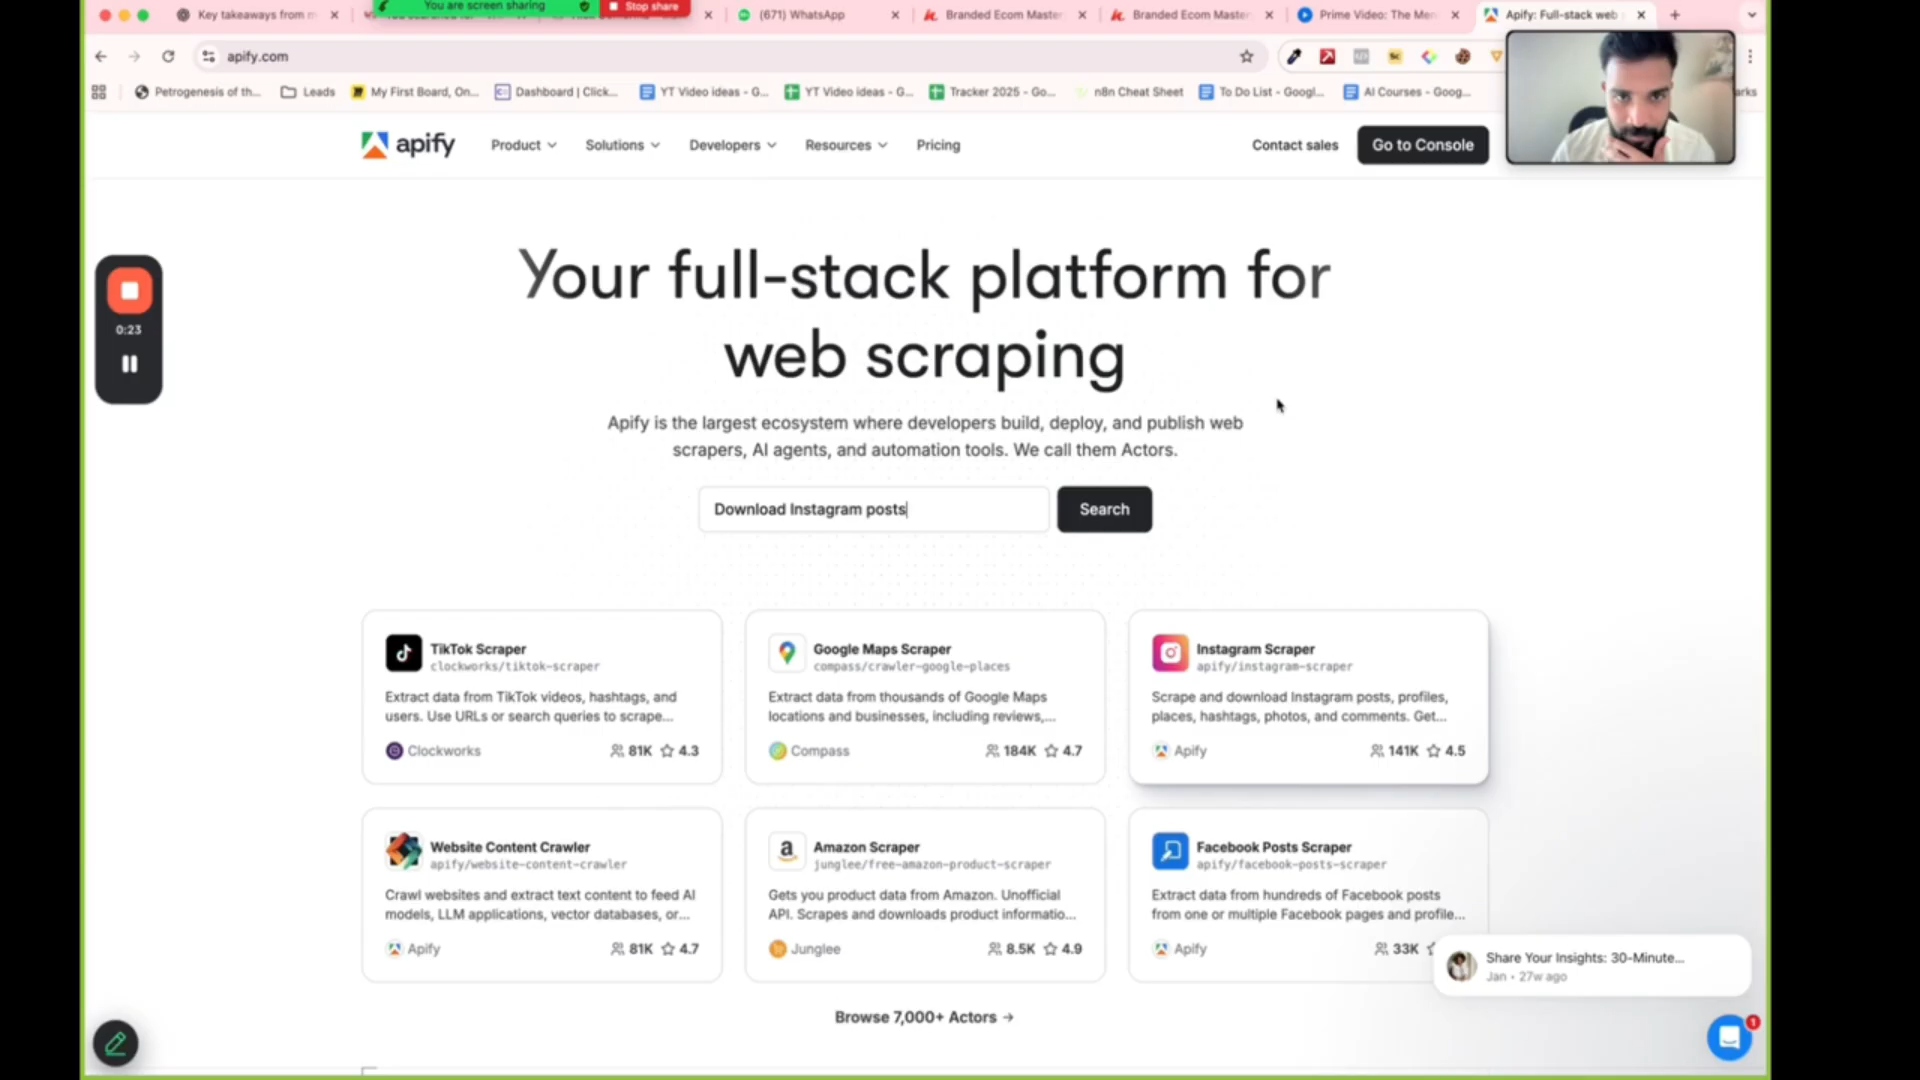 You are screen sharing
Stop share
Key takeaways from m
(671) WhatsApp
Branded Ecom Master
Branded Ecom Master
Prime Video: The Men
Apify: Full-stack web
apify.com
Petrogenesis of th...
Leads
My First Board, On...
Dashboard | Click...
YT Video ideas - G...
YT Video ideas - G...
Tracker 2025 - Go...
n8n Cheat Sheet
To Do List - Googl...
AI Courses - Goog...
arks
apify
Product
Solutions
Developers
Resources
Pricing
Contact sales
Go to Console
0:23
Your full-stack platform for
web scraping
Apify is the largest ecosystem where developers build, deploy, and publish web
scrapers, AI agents, and automation tools. We call them Actors.
Download Instagram posts
Search
TikTok Scraper
clockworks/tiktok-scraper
Extract data from TikTok videos, hashtags, and
users. Use URLs or search queries to scrape...
Clockworks 81K 4.3
Google Maps Scraper
compass/crawler-google-places
Extract data from thousands of Google Maps
locations and businesses, including reviews,...
Compass 184K 4.7
Instagram Scraper
apify/instagram-scraper
Scrape and download Instagram posts, profiles,
places, hashtags, photos, and comments. Get...
Apify 141K 4.5
Website Content Crawler
apify/website-content-crawler
Crawl websites and extract text content to feed AI
models, LLM applications, vector databases, or...
Apify 81K 4.7
Amazon Scraper
junglee/free-amazon-product-scraper
Gets you product data from Amazon. Unofficial
API. Scrapes and downloads product informatio...
Junglee 8.5K 4.9
Facebook Posts Scraper
apify/facebook-posts-scraper
Extract data from hundreds of Facebook posts
from one or multiple Facebook pages and profile...
Apify 33K
Share Your Insights: 30-Minute...
Jan • 27w ago
Browse 7,000+ Actors →
1